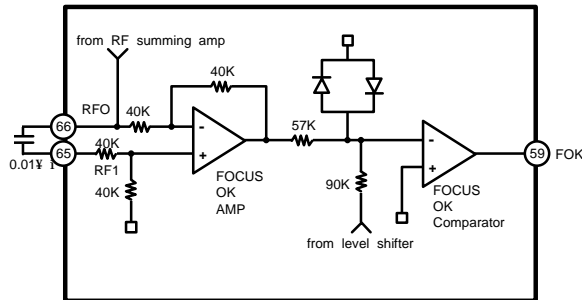 from RF summing amp
40K
RFO
40K
66
65
0.01¥ ì
40K
RF1
40K
-
+
FOCUS
OK
AMP
57K
90K
from level shifter
-
+
FOCUS
OK
Comparator
59
FOK